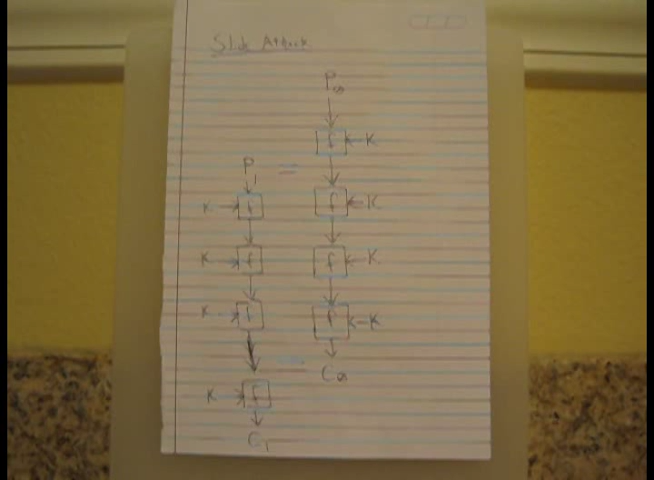 Slide Attack
P0
f K
P1 =
K f f K
K f f K
K f f K
= C0
K f
C1